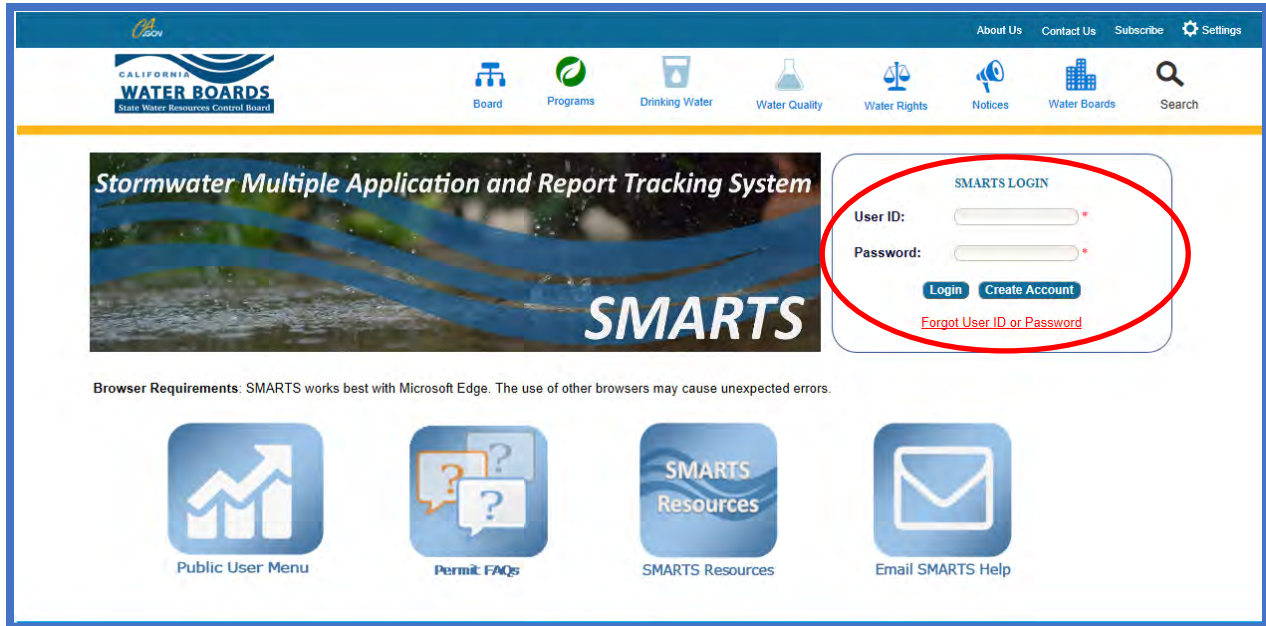 CA.GOV
About Us Contact Us Subscribe Settings
CALIFORNIA
WATER BOARDS
State Water Resources Control Board
Board Programs Drinking Water Water Quality Water Rights Notices Water Boards Search
Stormwater Multiple Application and Report Tracking System
SMARTS
SMARTS LOGIN
User ID: *
Password: *
Login Create Account
Forgot User ID or Password
Browser Requirements: SMARTS works best with Microsoft Edge. The use of other browsers may cause unexpected errors.
? ? ?
SMARTS
Resources
Public User Menu Permit FAQs SMARTS Resources Email SMARTS Help